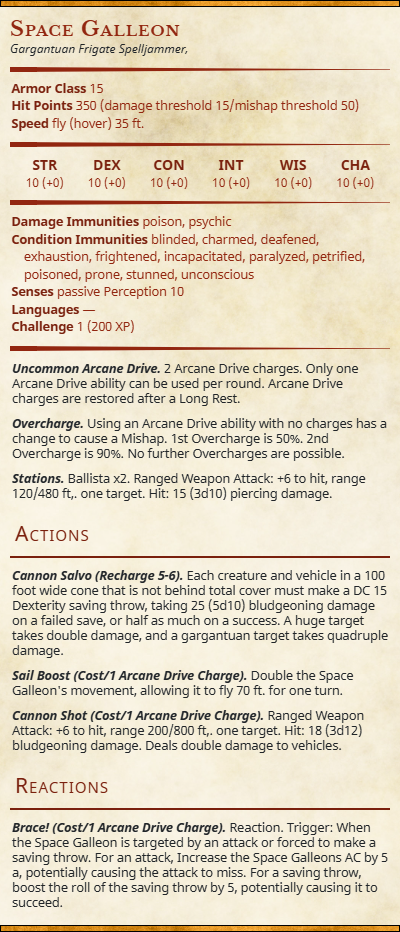 Space Galleon
Gargantuan Frigate Spelljammer,
Armor Class 15
Hit Points 350 (damage threshold 15/mishap threshold 50)
Speed fly (hover) 35 ft.
STR DEX CON INT WIS CHA
10 (+0) 10 (+0) 10 (+0) 10 (+0) 10 (+0) 10 (+0)
Damage Immunities poison, psychic
Condition Immunities blinded, charmed, deafened,
exhaustion, frightened, incapacitated, paralyzed, petrified,
poisoned, prone, stunned, unconscious
Senses passive Perception 10
Languages —
Challenge 1 (200 XP)
Uncommon Arcane Drive. 2 Arcane Drive charges. Only one
Arcane Drive ability can be used per round. Arcane Drive
charges are restored after a Long Rest.
Overcharge. Using an Arcane Drive ability with no charges has a
change to cause a Mishap. 1st Overcharge is 50%. 2nd
Overcharge is 90%. No further Overcharges are possible.
Stations. Ballista x2. Ranged Weapon Attack: +6 to hit, range
120/480 ft,. one target. Hit: 15 (3d10) piercing damage.
Actions
Cannon Salvo (Recharge 5-6). Each creature and vehicle in a 100
foot wide cone that is not behind total cover must make a DC 15
Dexterity saving throw, taking 25 (5d10) bludgeoning damage
on a failed save, or half as much on a success. A huge target
takes double damage, and a gargantuan target takes quadruple
damage.
Sail Boost (Cost/1 Arcane Drive Charge). Double the Space
Galleon's movement, allowing it to fly 70 ft. for one turn.
Cannon Shot (Cost/1 Arcane Drive Charge). Ranged Weapon
Attack: +6 to hit, range 200/800 ft,. one target. Hit: 18 (3d12)
bludgeoning damage. Deals double damage to vehicles.
Reactions
Brace! (Cost/1 Arcane Drive Charge). Reaction. Trigger: When
the Space Galleon is targeted by an attack or forced to make a
saving throw. For an attack, Increase the Space Galleons AC by 5
a, potentially causing the attack to miss. For a saving throw,
boost the roll of the saving throw by 5, potentially causing it to
succeed.